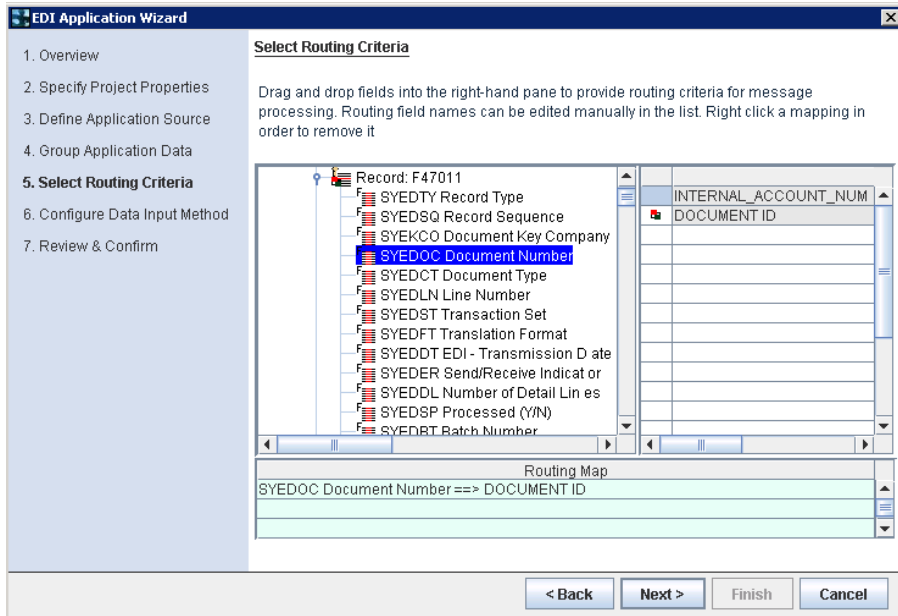 EDI Application Wizard
1. Overview
2. Specify Project Properties
3. Define Application Source
4. Group Application Data
5. Select Routing Criteria
6. Configure Data Input Method
7. Review & Confirm
Select Routing Criteria
Drag and drop fields into the right-hand pane to provide routing criteria for message
processing. Routing field names can be edited manually in the list. Right click a mapping in
order to remove it
Record: F47011
SYEDTY Record Type
SYEDSQ Record Sequence
SYEKCO Document Key Company
SYEDOC Document Number
SYEDCT Document Type
SYEDLN Line Number
SYEDST Transaction Set
SYEDFT Translation Format
SYEDDT EDI - Transmission D ate
SYEDER Send/Receive Indicat or
SYEDDL Number of Detail Lin es
SYEDSP Processed (Y/N)
SYEDBT Batch Number
INTERNAL_ACCOUNT_NUM
DOCUMENT ID
Routing Map
SYEDOC Document Number ==> DOCUMENT ID
< Back Next > Finish Cancel